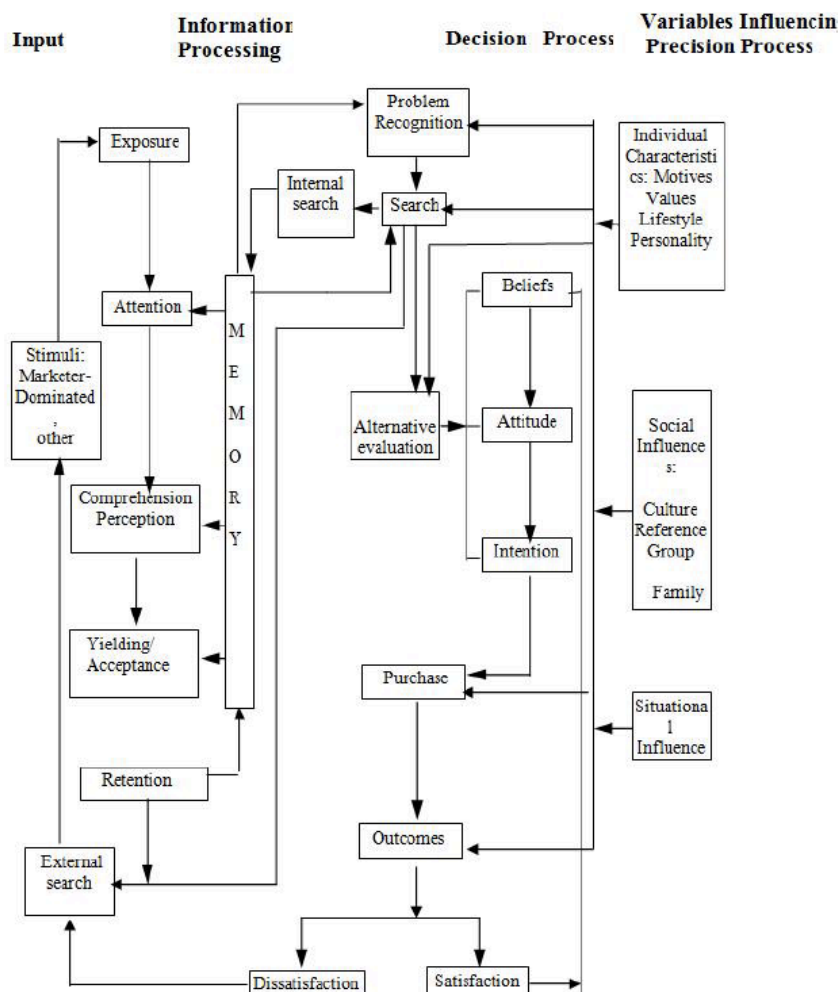 Input
Information
Processing
Decision Process
Variables Influencing
Precision Process
Exposure
Attention
Stimuli:
Marketer-
Dominated
,
other
Comprehension
Perception
Yielding/
Acceptance
Retention
External
search
Internal
search
M
E
M
O
R
Y
Problem
Recognition
Search
Alternative
evaluation
Beliefs
Attitude
Intention
Purchase
Outcomes
Dissatisfaction
Satisfaction
Individual
Characteristi
cs: Motives
Values
Lifestyle
Personality
Social
Influence
s:
Culture
Reference
Group
Family
Situationa
l
Influence